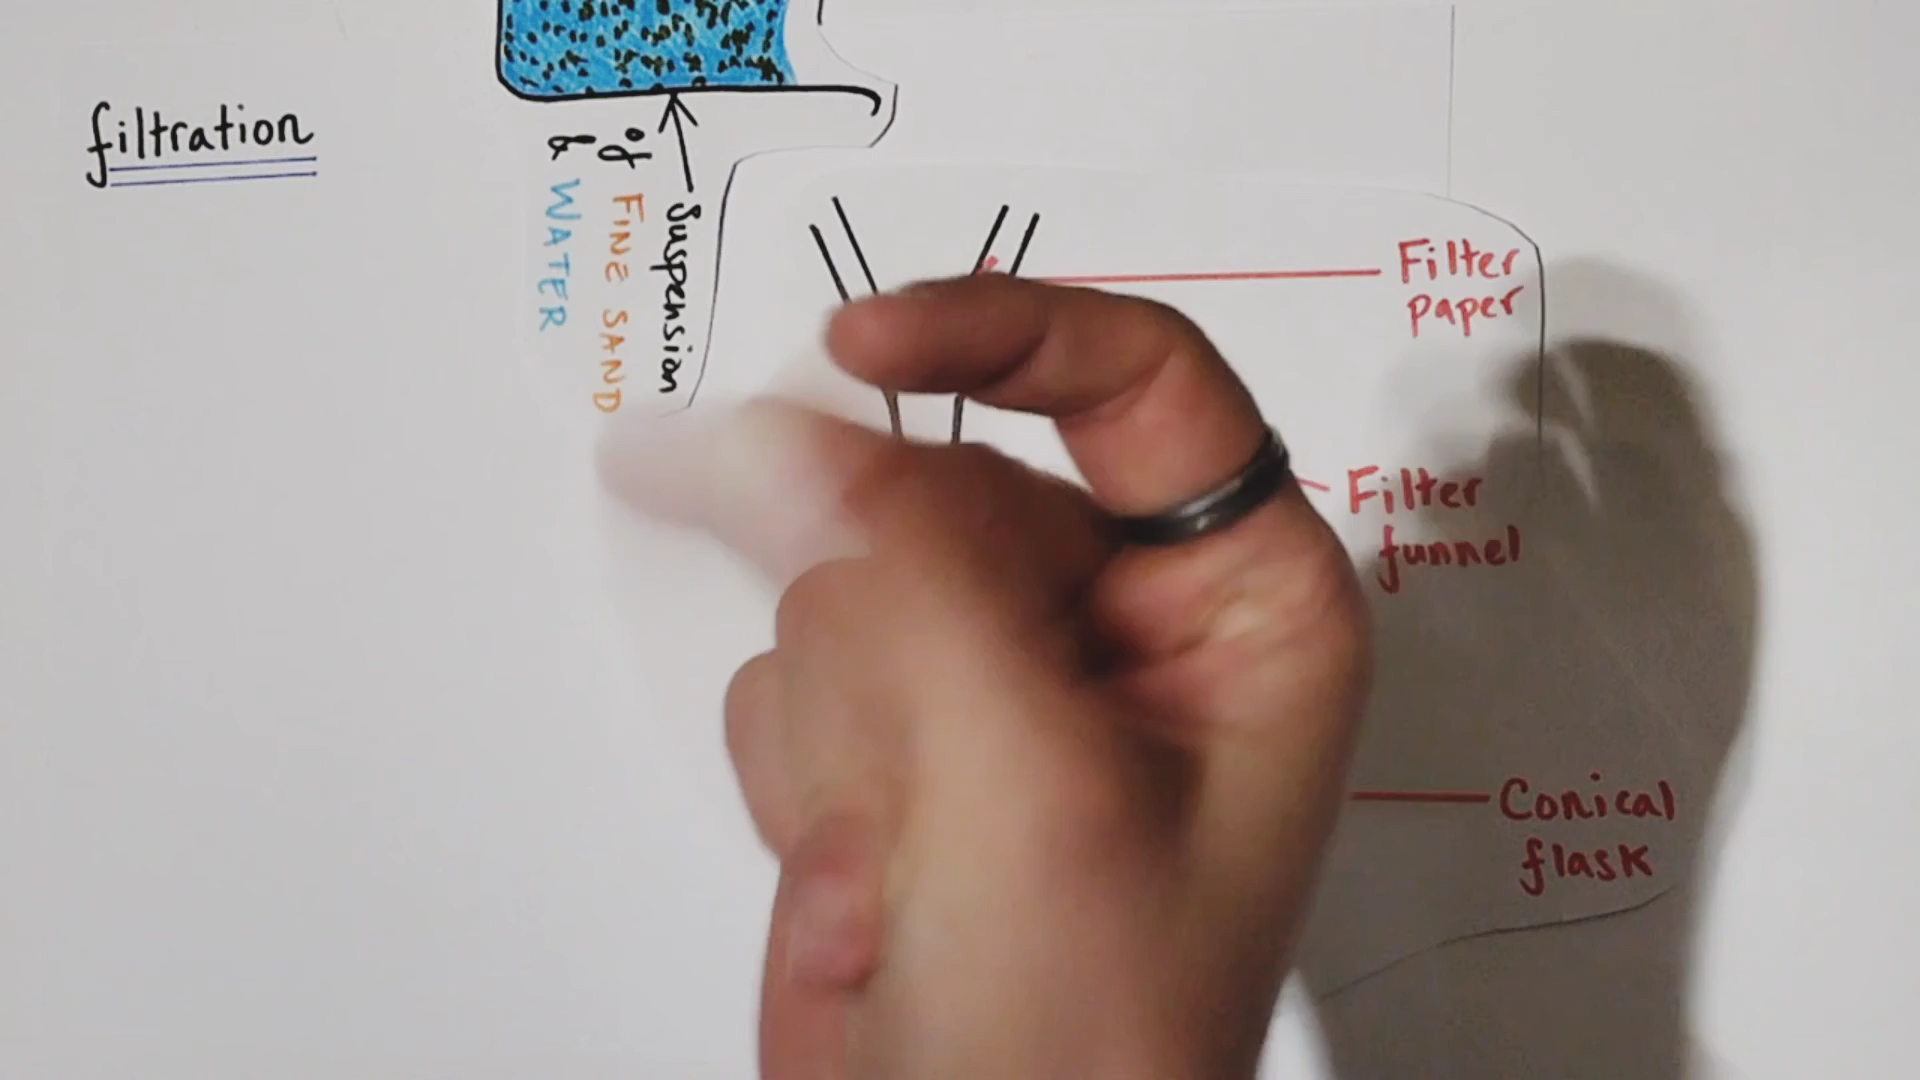 filtration
Suspension
of FINE SAND
& WATER
Filter
paper
Filter
funnel
Conical
flask